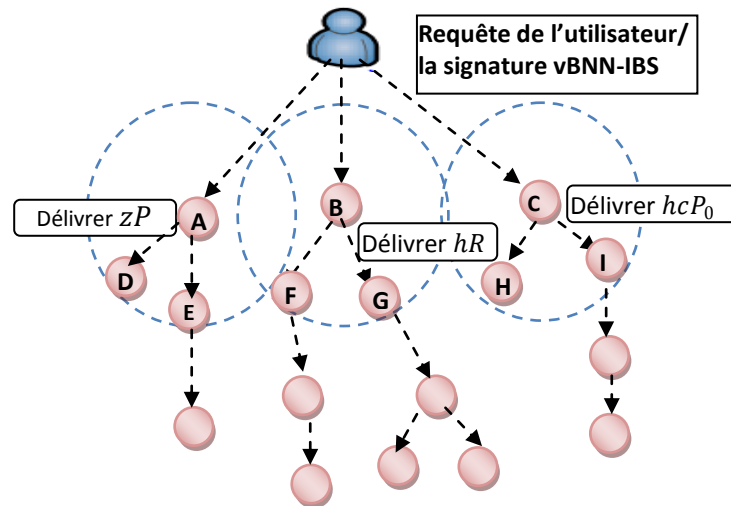 Requête de l’utilisateur/
la signature vBNN-IBS
Délivrer zP
A
B
C
Délivrer hcP₀
Délivrer hR
D
E
F
G
H
I